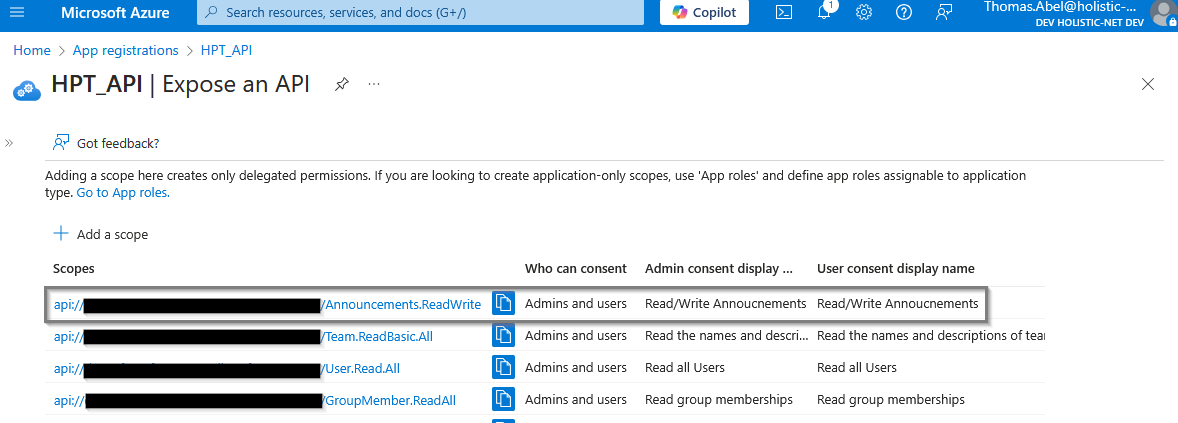 Microsoft Azure
Search resources, services, and docs (G+/)
Copilot
1
Thomas.Abel@holistic-...
DEV HOLISTIC-NET DEV
Home > App registrations > HPT_API
HPT_API | Expose an API
Got feedback?
Adding a scope here creates only delegated permissions. If you are looking to create application-only scopes, use 'App roles' and define app roles assignable to application
type. Go to App roles.
Add a scope
Scopes Who can consent Admin consent display ... User consent display name
api:// /Announcements.ReadWrite Admins and users Read/Write Annoucnements Read/Write Annoucnements
api:// /Team.ReadBasic.All Admins and users Read the names and descri... Read the names and descriptions of tear
api:// /User.Read.All Admins and users Read all Users Read all Users
api:// /GroupMember.ReadAll Admins and users Read group memberships Read group memberships